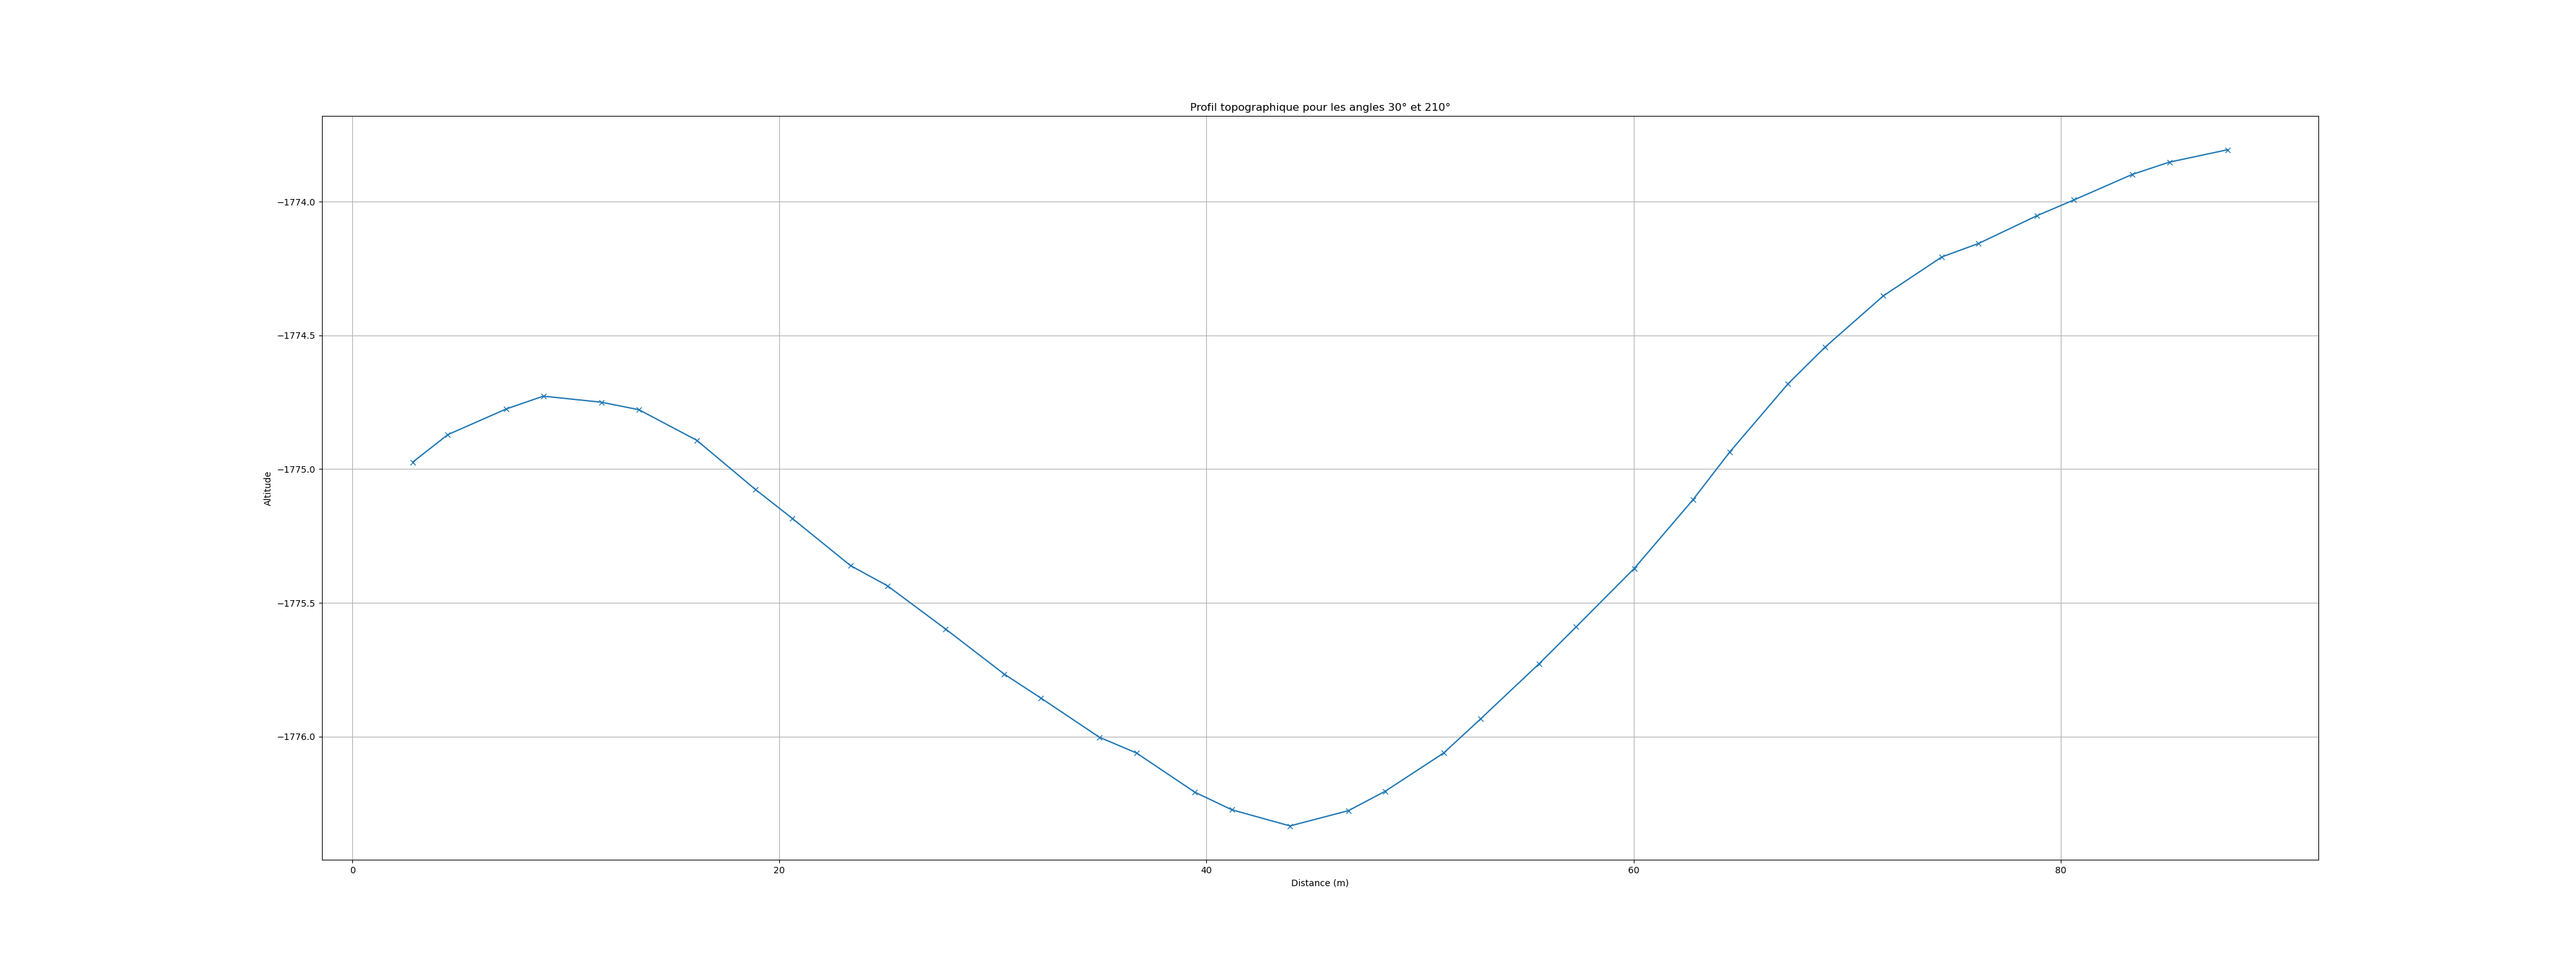 Profil topographique pour les angles 30° et 210°
−1774.0
−1774.5
−1775.0
−1775.5
−1776.0
Altitude
0 20 40 60 80
Distance (m)